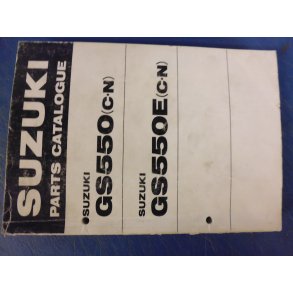 SUZUKI
PARTS CATALOGUE
●SUZUKI
GS550(C·N)
SUZUKI
GS550E(C·N)